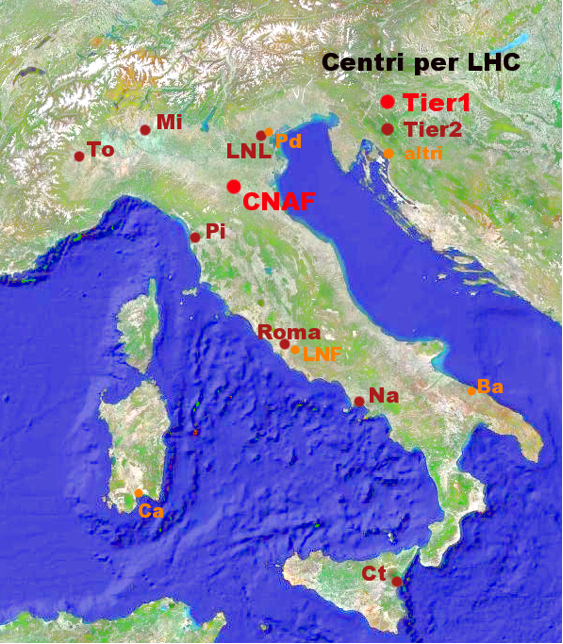 Centri per LHC
Tier1
Tier2
altri
Mi
To
Pd
LNL
CNAF
Pi
Roma
LNF
Na
Ba
Ca
Ct